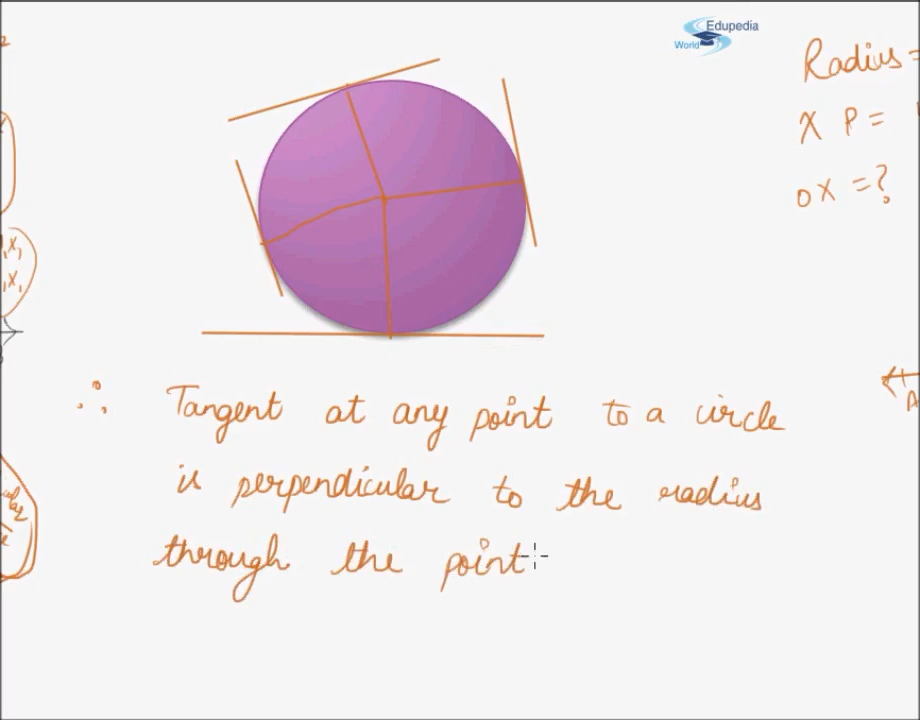 Edupedia
World
Radius =
X P =
OX = ?
,X,
,X,
A
∴ Tangent at any point to a circle
is perpendicular to the radius
through the point